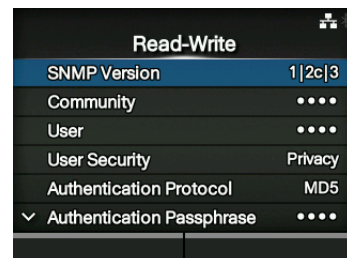 Read-Write
SNMP Version 1|2c|3
Community ••••
User ••••
User Security Privacy
Authentication Protocol MD5
Authentication Passphrase ••••